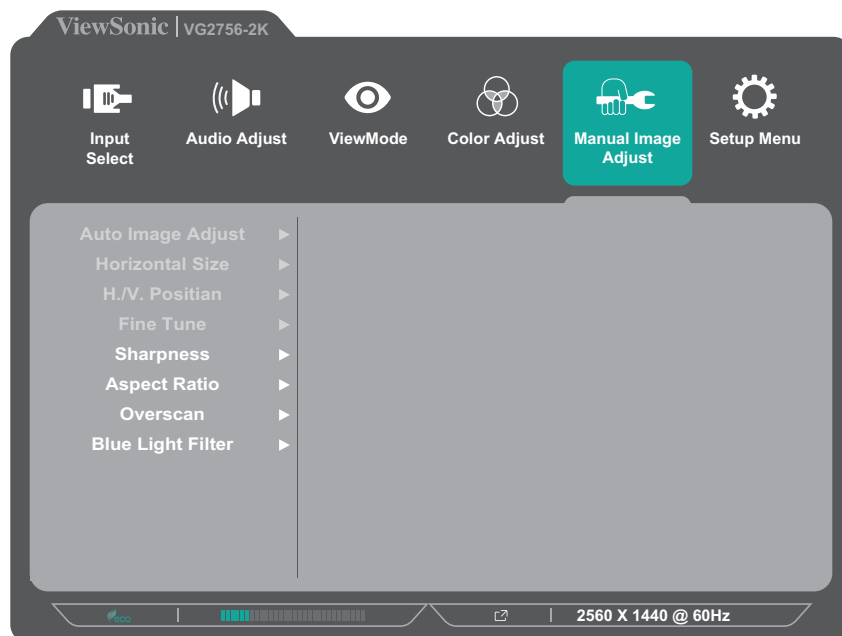 ViewSonic VG2756-2K
Input Select
Audio Adjust
ViewMode
Color Adjust
Manual Image Adjust
Setup Menu
Auto Image Adjust
Horizontal Size
H./V. Positian
Fine Tune
Sharpness
Aspect Ratio
Overscan
Blue Light Filter
eco
2560 X 1440 @ 60Hz